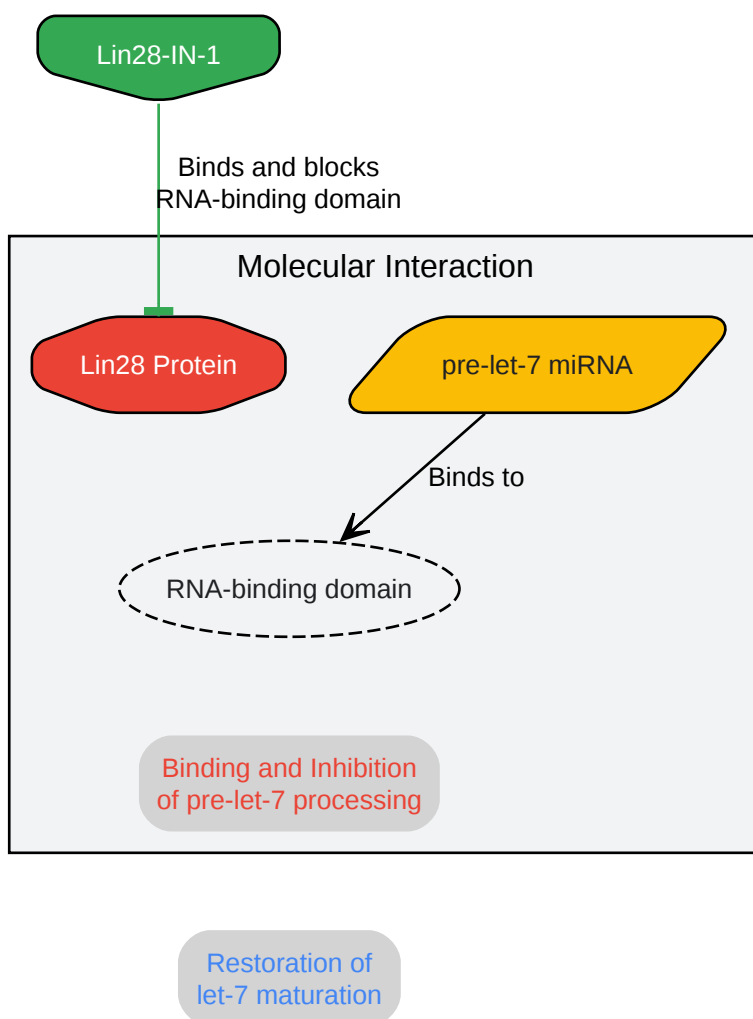 Lin28-IN-1
Binds and blocks
RNA-binding domain
Molecular Interaction
Lin28 Protein
pre-let-7 miRNA
Binds to
RNA-binding domain
Binding and Inhibition
of pre-let-7 processing
Restoration of
let-7 maturation